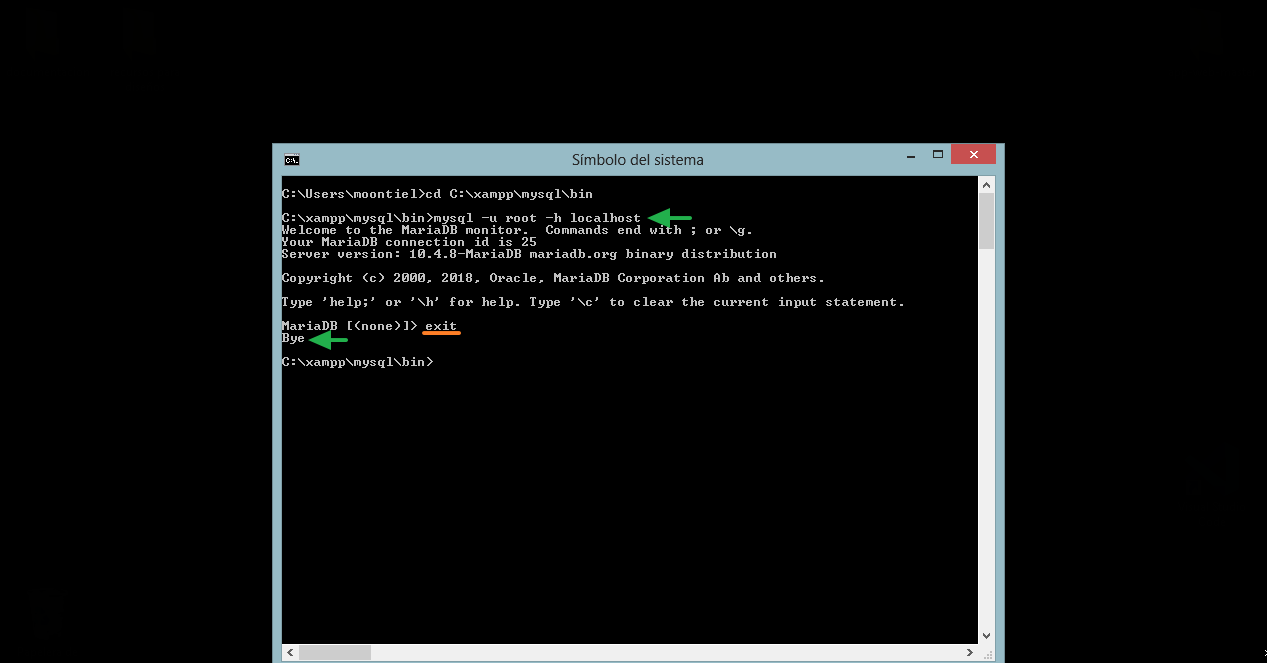 Símbolo del sistema
C:\Users\moontiel>cd C:\xampp\mysql\bin
C:\xampp\mysql\bin>mysql -u root -h localhost
Welcome to the MariaDB monitor.  Commands end with ; or \g.
Your MariaDB connection id is 25
Server version: 10.4.8-MariaDB mariadb.org binary distribution
Copyright (c) 2000, 2018, Oracle, MariaDB Corporation Ab and others.
Type 'help;' or '\h' for help. Type '\c' to clear the current input statement.
MariaDB [(none)]> exit
Bye
C:\xampp\mysql\bin>